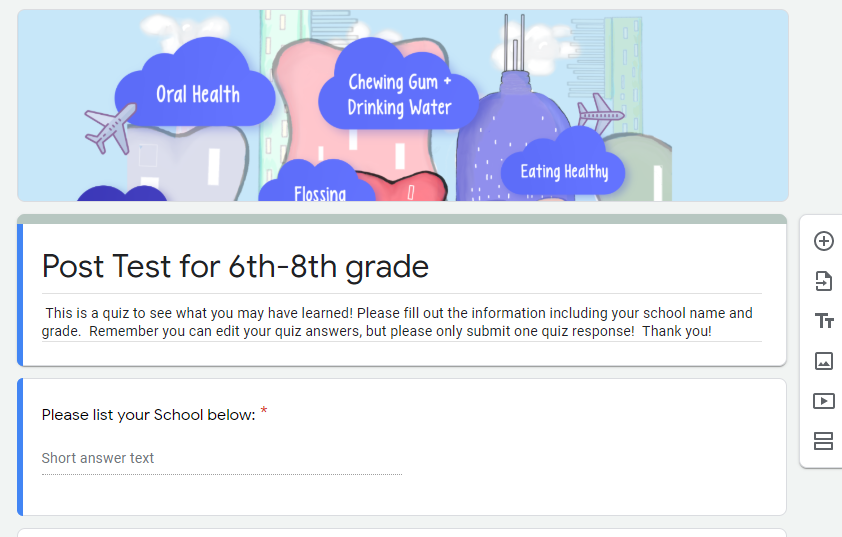 Oral Health
Chewing Gum +
Drinking Water
Eating Healthy
Flossing
Post Test for 6th-8th grade
This is a quiz to see what you may have learned! Please fill out the information including your school name and
grade.  Remember you can edit your quiz answers, but please only submit one quiz response!  Thank you!
Please list your School below: *
Short answer text
Tт